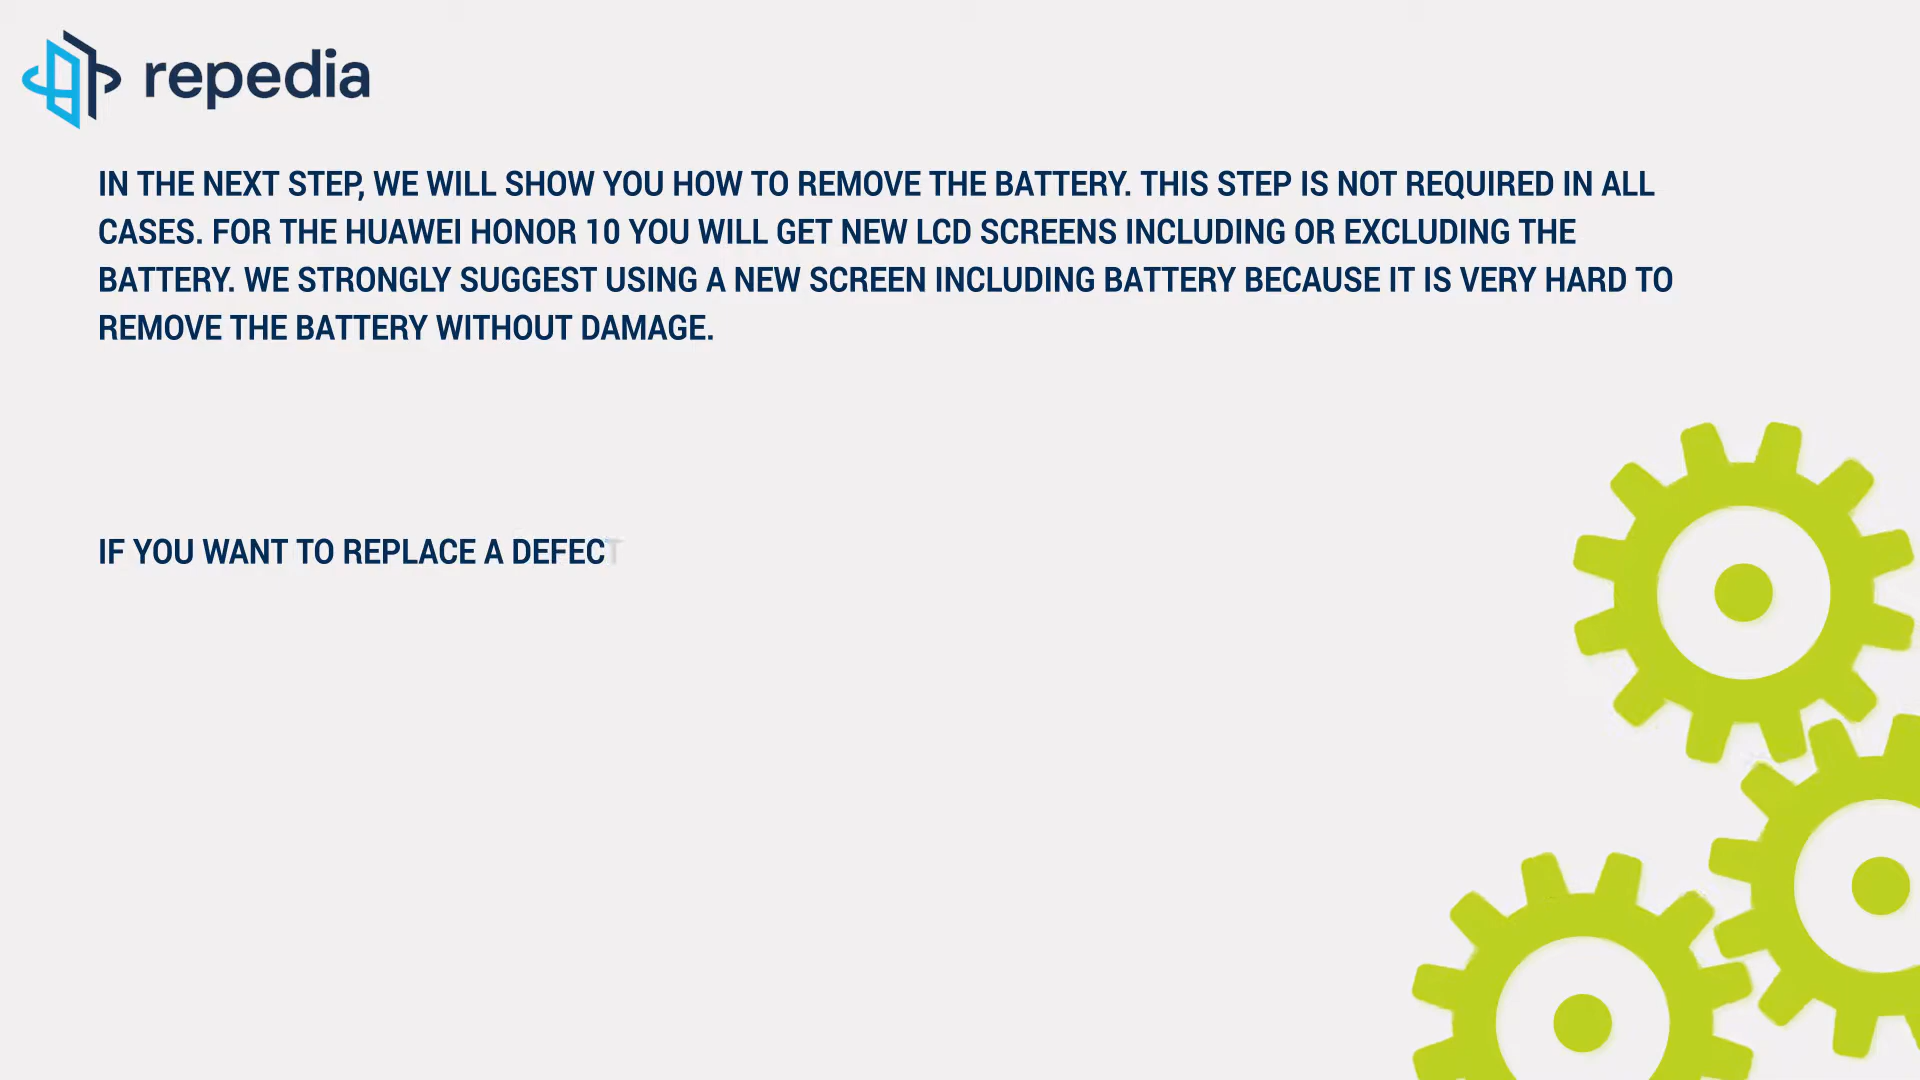 repedia
IN THE NEXT STEP, WE WILL SHOW YOU HOW TO REMOVE THE BATTERY. THIS STEP IS NOT REQUIRED IN ALL
CASES. FOR THE HUAWEI HONOR 10 YOU WILL GET NEW LCD SCREENS INCLUDING OR EXCLUDING THE
BATTERY. WE STRONGLY SUGGEST USING A NEW SCREEN INCLUDING BATTERY BECAUSE IT IS VERY HARD TO
REMOVE THE BATTERY WITHOUT DAMAGE.
IF YOU WANT TO REPLACE A DEFECT